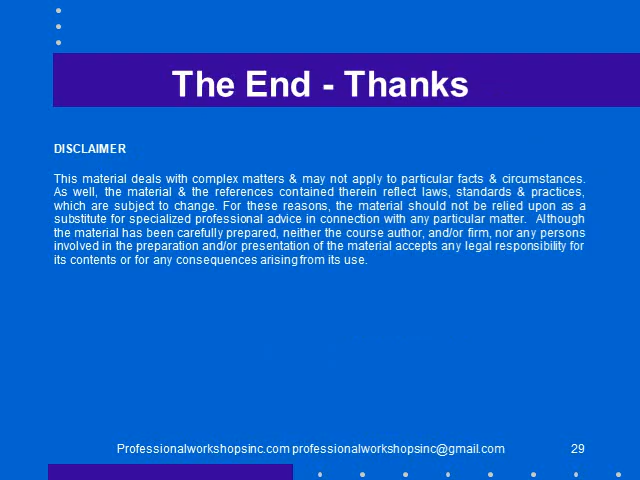 The End - Thanks
DISCLAIMER
This material deals with complex matters & may not apply to particular facts & circumstances.
As well, the material & the references contained therein reflect laws, standards & practices,
which are subject to change. For these reasons, the material should not be relied upon as a
substitute for specialized professional advice in connection with any particular matter. Although
the material has been carefully prepared, neither the course author, and/or firm, nor any persons
involved in the preparation and/or presentation of the material accepts any legal responsibility for
its contents or for any consequences arising from its use.
Professionalworkshopsinc.com professionalworkshopsinc@gmail.com 29